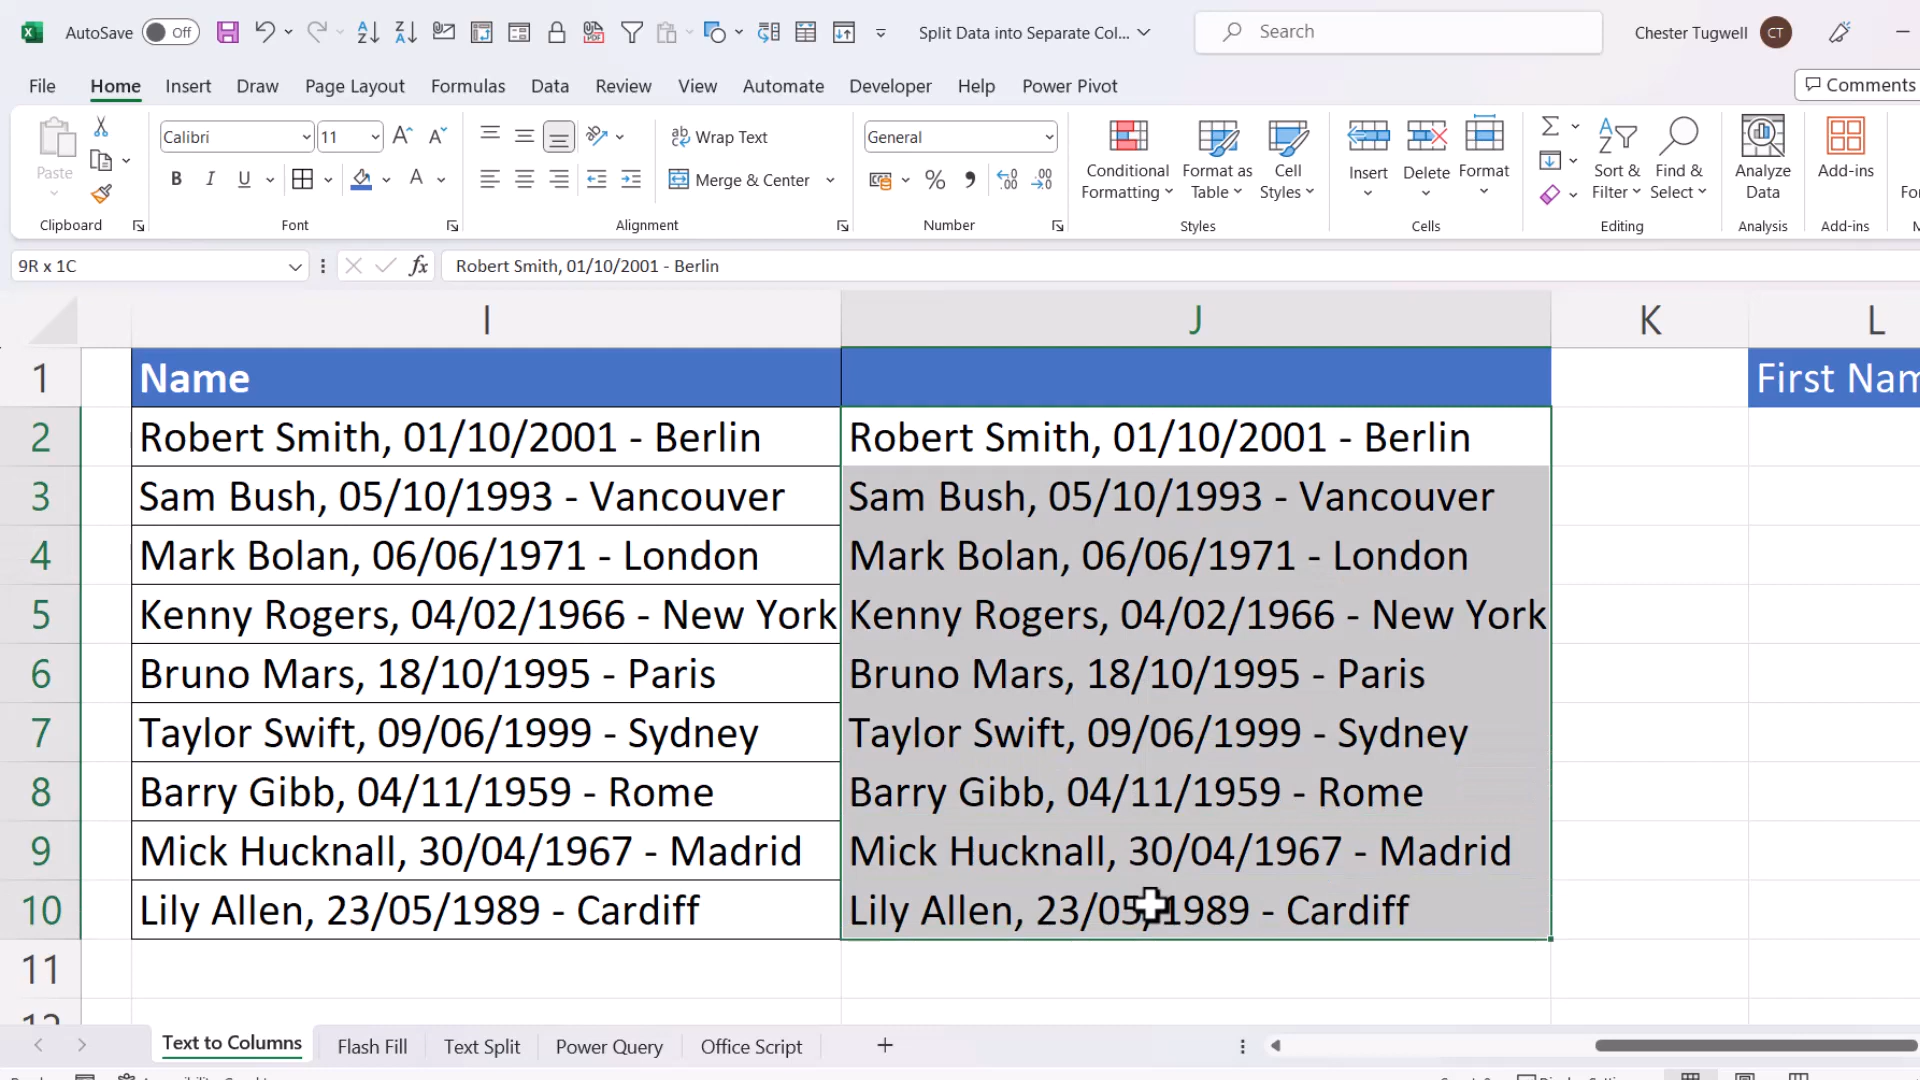 AutoSave Off Split Data into Separate Col... Search Chester Tugwell CT
File Home Insert Draw Page Layout Formulas Data Review View Automate Developer Help Power Pivot Comments
Paste Calibri 11 Wrap Text General Conditional Formatting Format as Table Cell Styles Insert Delete Format Sort & Filter Find & Select Analyze Data Add-ins
B I U A Merge & Center
Clipboard Font Alignment Number Styles Cells Editing Analysis Add-ins
9R x 1C fx Robert Smith, 01/10/2001 - Berlin
I J K L
1 Name First Nam
2 Robert Smith, 01/10/2001 - Berlin Robert Smith, 01/10/2001 - Berlin
3 Sam Bush, 05/10/1993 - Vancouver Sam Bush, 05/10/1993 - Vancouver
4 Mark Bolan, 06/06/1971 - London Mark Bolan, 06/06/1971 - London
5 Kenny Rogers, 04/02/1966 - New York Kenny Rogers, 04/02/1966 - New York
6 Bruno Mars, 18/10/1995 - Paris Bruno Mars, 18/10/1995 - Paris
7 Taylor Swift, 09/06/1999 - Sydney Taylor Swift, 09/06/1999 - Sydney
8 Barry Gibb, 04/11/1959 - Rome Barry Gibb, 04/11/1959 - Rome
9 Mick Hucknall, 30/04/1967 - Madrid Mick Hucknall, 30/04/1967 - Madrid
10 Lily Allen, 23/05/1989 - Cardiff Lily Allen, 23/05/1989 - Cardiff
11
12
Text to Columns Flash Fill Text Split Power Query Office Script